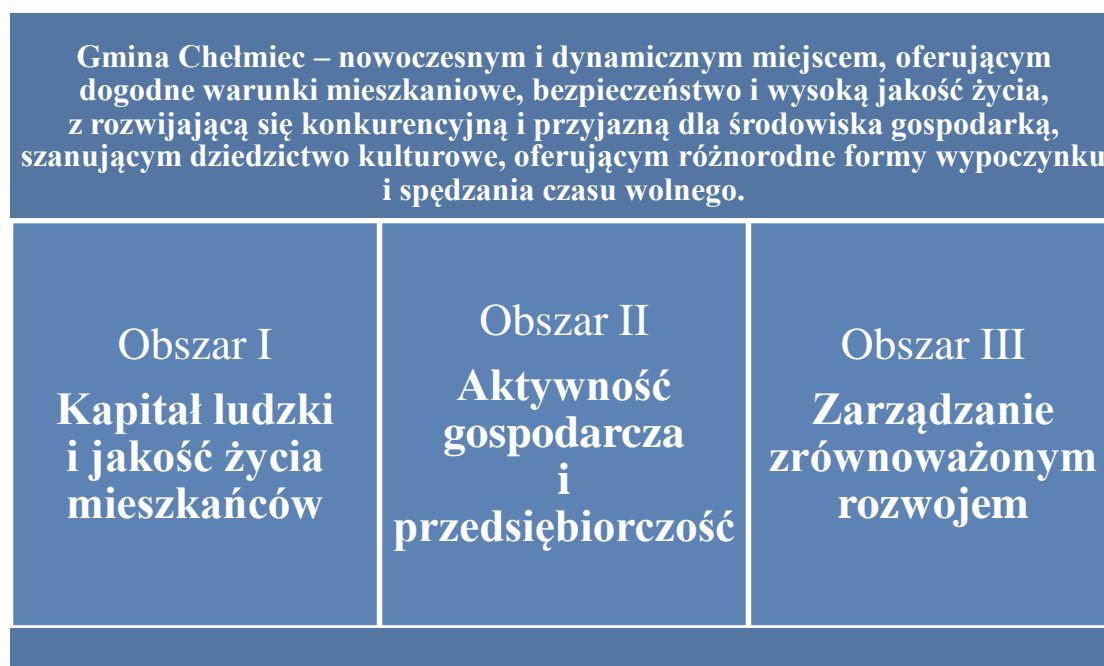 Gmina Chełmiec – nowoczesnym i dynamicznym miejscem, oferującym
dogodne warunki mieszkaniowe, bezpieczeństwo i wysoką jakość życia,
z rozwijającą się konkurencyjną i przyjazną dla środowiska gospodarką,
szanującym dziedzictwo kulturowe, oferującym różnorodne formy wypoczynku
i spędzania czasu wolnego.
Obszar I
Kapitał ludzki
i jakość życia
mieszkańców
Obszar II
Aktywność
gospodarcza
i
przedsiębiorczość
Obszar III
Zarządzanie
zrównoważonym
rozwojem